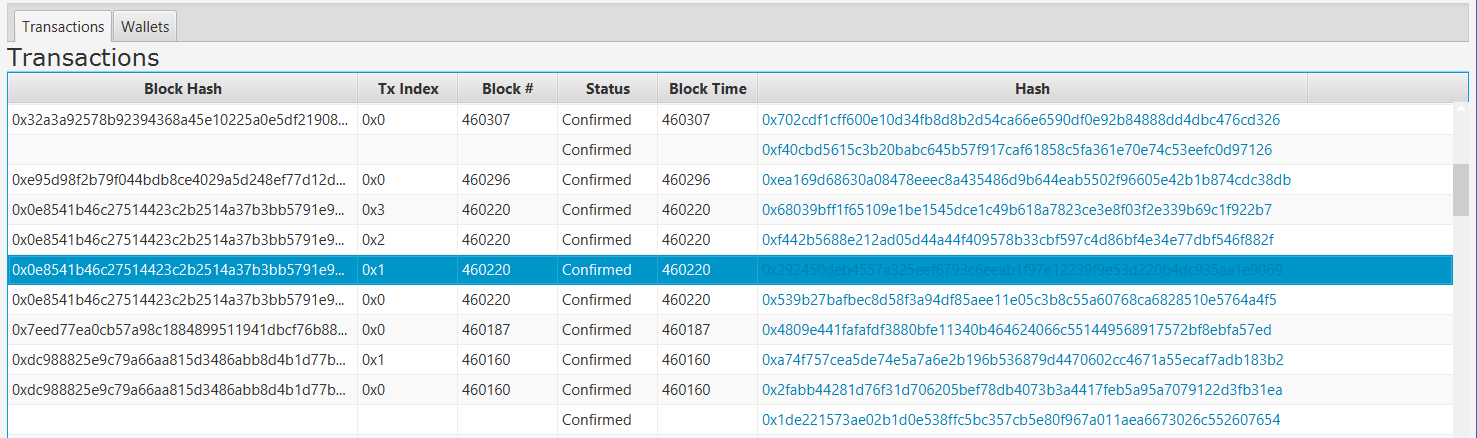 Transactions Wallets
Transactions
Block Hash Tx Index Block # Status Block Time Hash
0x32a3a92578b92394368a45e10225a0e5df21908... 0x0 460307 Confirmed 460307 0x702cdf1cff600e10d34fb8d8b2d54ca66e6590df0e92b84888dd4dbc476cd326
Confirmed 0xf40cbd5615c3b20babc645b57f917caf61858c5fa361e70e74c53eefc0d97126
0xe95d98f2b79f044bdb8ce4029a5d248ef77d12d... 0x0 460296 Confirmed 460296 0xea169d68630a08478eeec8a435486d9b644eab5502f96605e42b1b874cdc38db
0x0e8541b46c27514423c2b2514a37b3bb5791e9... 0x3 460220 Confirmed 460220 0x68039bff1f65109e1be1545dce1c49b618a7823ce3e8f03f2e339b69c1f922b7
0x0e8541b46c27514423c2b2514a37b3bb5791e9... 0x2 460220 Confirmed 460220 0xf442b5688e212ad05d44a44f409578b33cbf597c4d86bf4e34e77dbf546f882f
0x0e8541b46c27514423c2b2514a37b3bb5791e9... 0x1 460220 Confirmed 460220 0x292450deb4557a325eef6793c6eeab1f97e12239f9e53d220b4dc935aa1e9069
0x0e8541b46c27514423c2b2514a37b3bb5791e9... 0x0 460220 Confirmed 460220 0x539b27bafbec8d58f3a94df85aee11e05c3b8c55a60768ca6828510e5764a4f5
0x7eed77ea0cb57a98c1884899511941dbcf76b88... 0x0 460187 Confirmed 460187 0x4809e441fafafdf3880bfe11340b464624066c551449568917572bf8ebfa57ed
0xdc988825e9c79a66aa815d3486abb8d4b1d77b... 0x1 460160 Confirmed 460160 0xa74f757cea5de74e5a7a6e2b196b536879d4470602cc4671a55ecaf7adb183b2
0xdc988825e9c79a66aa815d3486abb8d4b1d77b... 0x0 460160 Confirmed 460160 0x2fabb44281d76f31d706205bef78db4073b3a4417feb5a95a7079122d3fb31ea
Confirmed 0x1de221573ae02b1d0e538ffc5bc357cb5e80f967a011aea6673026c552607654